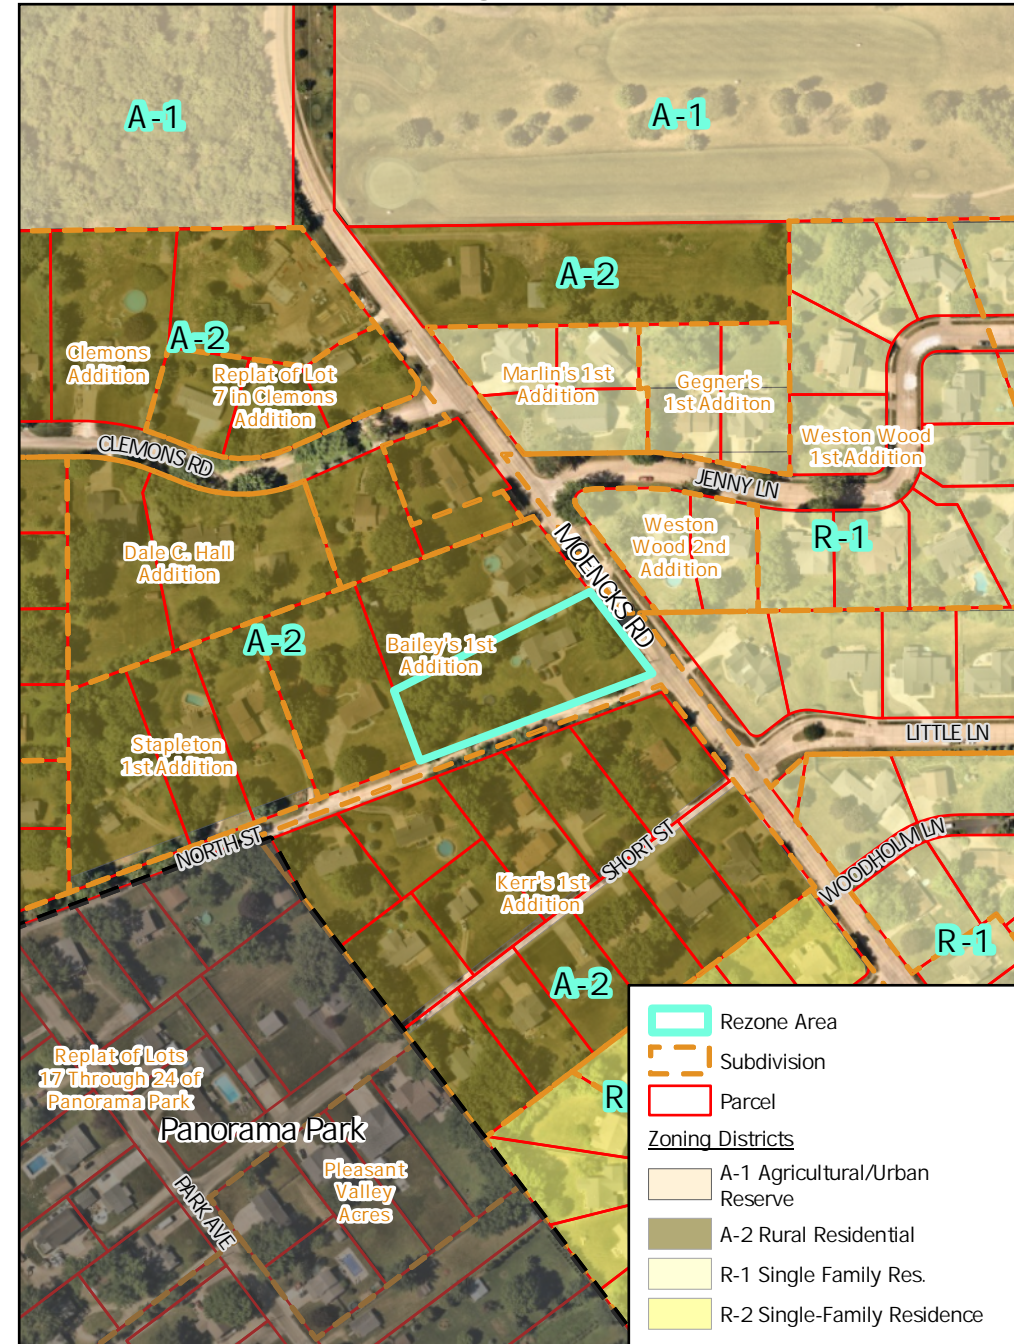 A-1
A-1
A-2
A-2
Clemons
Addition
Replat of Lot
7 in Clemons
Addition
Marlin's 1st
Addition
Gegner's
1st Additon
Weston Wood
1st Addition
CLEMONS RD
JENNY LN
Weston
Wood 2nd
Addition
R-1
Dale C. Hall
Addition
MOENCKS RD
A-2
Bailey's 1st
Addition
Stapleton
1st Addition
LITTLE LN
NORTH ST
SHORT ST
WOODHOLM LN
Kerr's 1st
Addition
R-1
A-2
Replat of Lots
17 Through 24 of
Panorama Park
R
Panorama Park
Pleasant
Valley
Acres
PARK AVE
Rezone Area
Subdivision
Parcel
Zoning Districts
A-1 Agricultural/Urban
Reserve
A-2 Rural Residential
R-1 Single Family Res.
R-2 Single-Family Residence